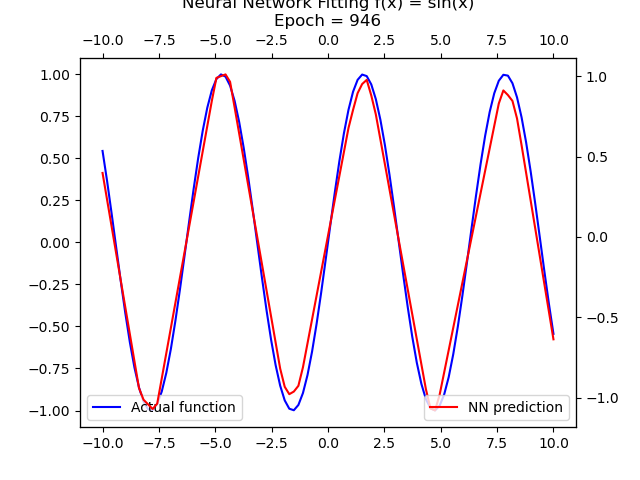 Neural Network Fitting f(x) = sin(x)
Epoch = 946
−10.0 −7.5 −5.0 −2.5 0.0 2.5 5.0 7.5 10.0
1.00
0.75
0.50
0.25
0.00
−0.25
−0.50
−0.75
−1.00
1.0
0.5
0.0
−0.5
−1.0
Actual function
NN prediction
−10.0 −7.5 −5.0 −2.5 0.0 2.5 5.0 7.5 10.0